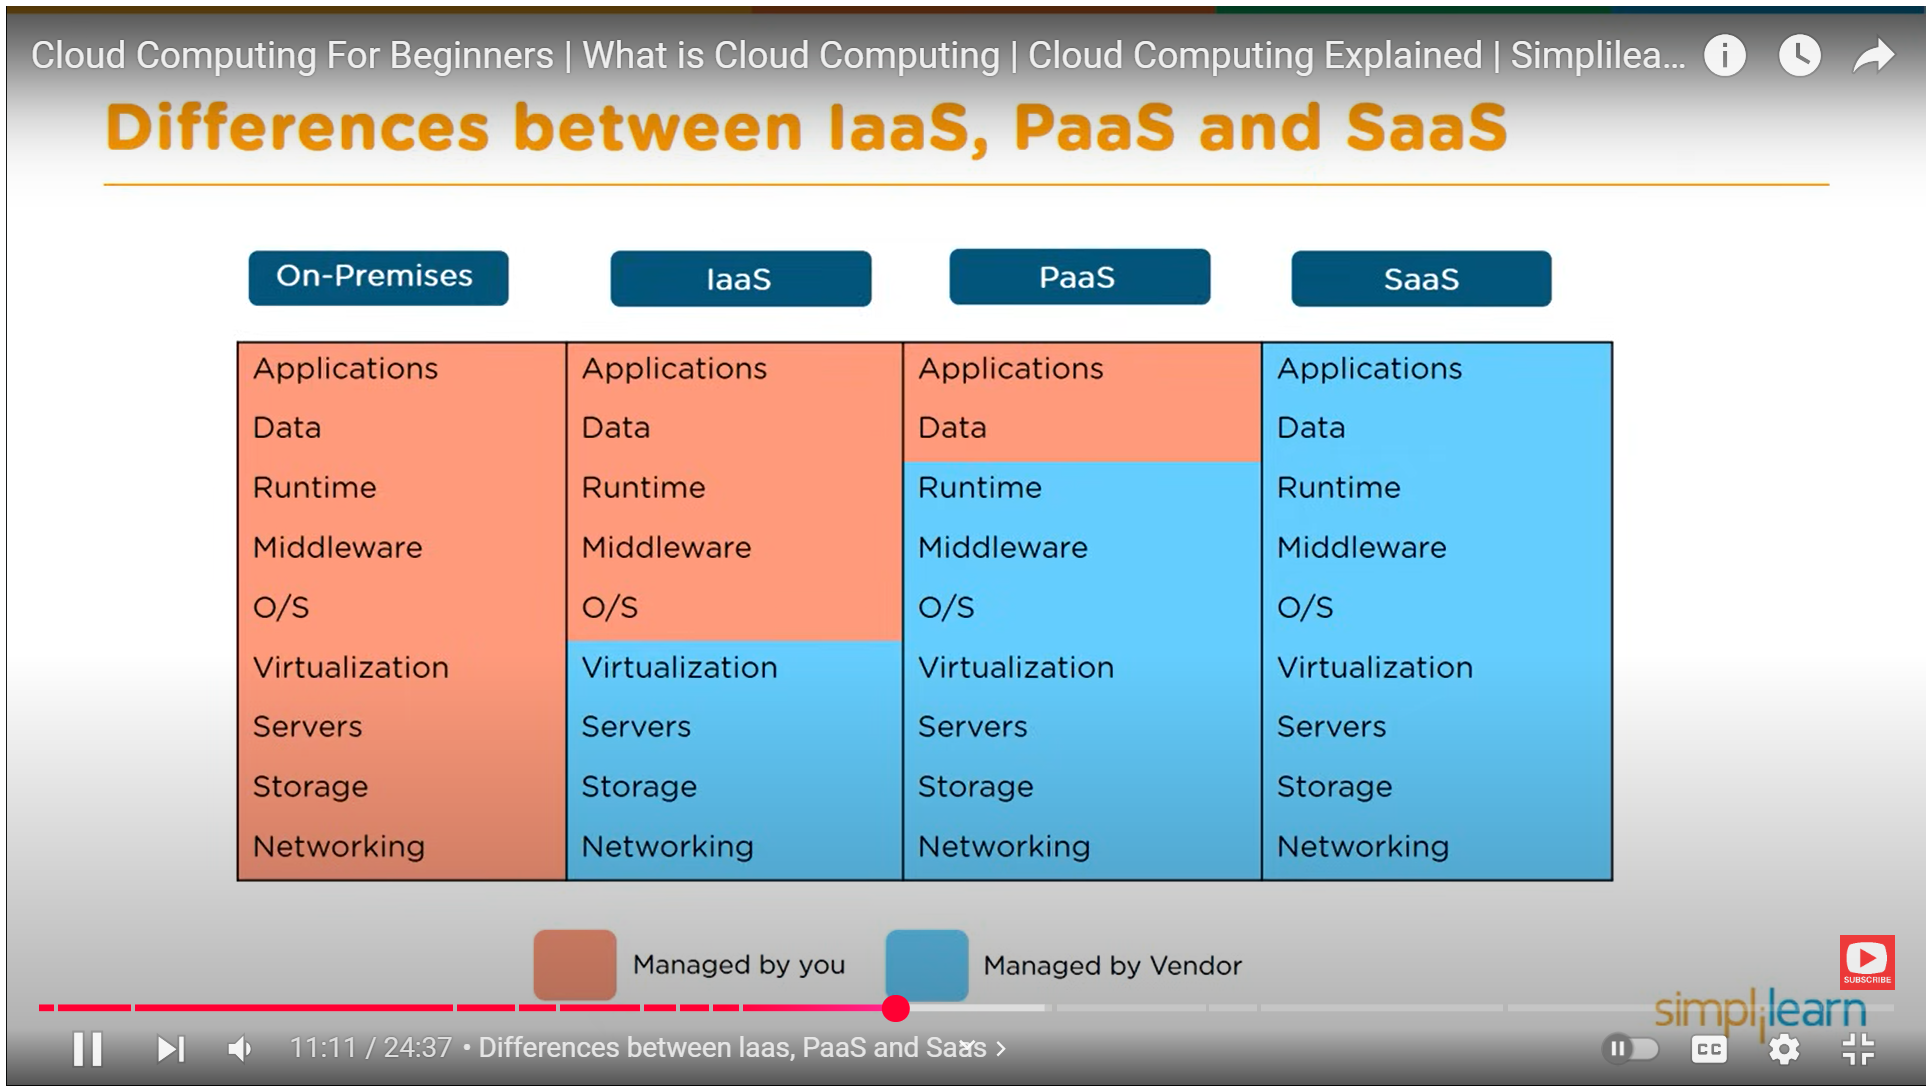 Cloud Computing For Beginners | What is Cloud Computing | Cloud Computing Explained | Simplilea...
Differences between IaaS, PaaS and SaaS
On-Premises IaaS PaaS SaaS
Applications Applications Applications Applications
Data Data Data Data
Runtime Runtime Runtime Runtime
Middleware Middleware Middleware Middleware
O/S O/S O/S O/S
Virtualization Virtualization Virtualization Virtualization
Servers Servers Servers Servers
Storage Storage Storage Storage
Networking Networking Networking Networking
Managed by you Managed by Vendor
SUBSCRIBE
simplilearn
11:11 / 24:37 • Differences between Iaas, PaaS and SaaS
CC